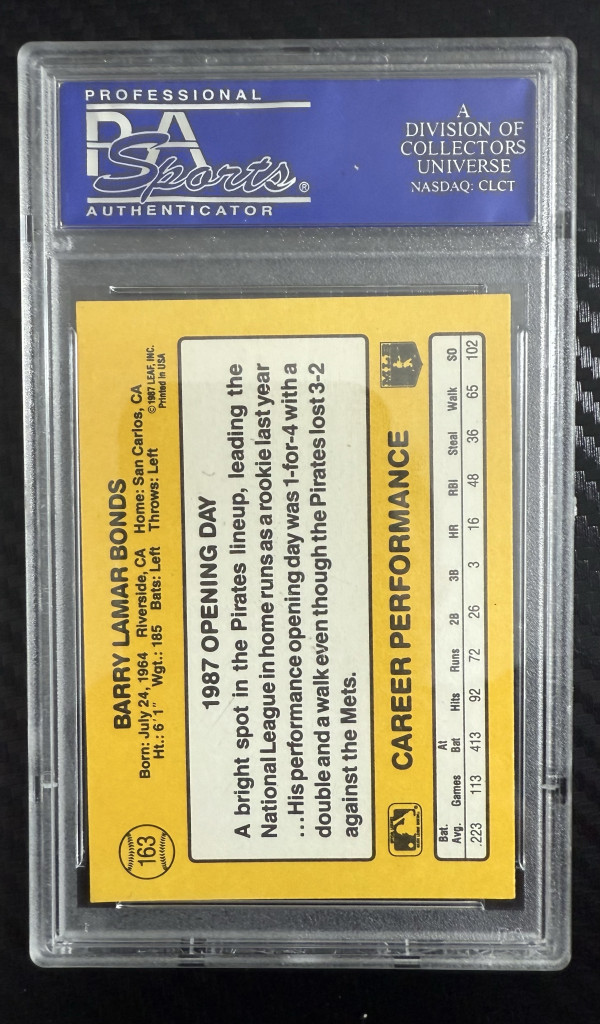 PROFESSIONAL
PSA
Sports®
AUTHENTICATOR
A
DIVISION OF
COLLECTORS
UNIVERSE
NASDAQ: CLCT
163
BARRY LAMAR BONDS
Born: July 24, 1964 Riverside, CA Home: San Carlos, CA
Ht.: 6'1" Wgt.: 185 Bats: Left Throws: Left
©1987 LEAF, INC.
Printed in USA
1987 OPENING DAY
A bright spot in the Pirates lineup, leading the
National League in home runs as a rookie last year
...His performance opening day was 1-for-4 with a
double and a walk even though the Pirates lost 3-2
against the Mets.
CAREER PERFORMANCE
Bat. Avg. Games At Bat Hits Runs 2B 3B HR RBI Steal Walk SO
.223 113 413 92 72 26 3 16 48 36 65 102